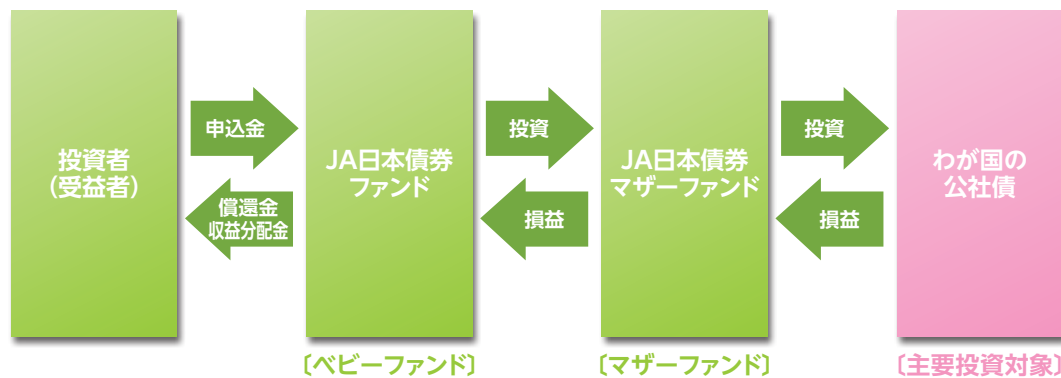 投資者
(受益者)
申込金
償還金
収益分配金
JA日本債券
ファンド
〔ベビーファンド〕
投資
損益
JA日本債券
マザーファンド
〔マザーファンド〕
投資
損益
わが国の
公社債
〔主要投資対象〕